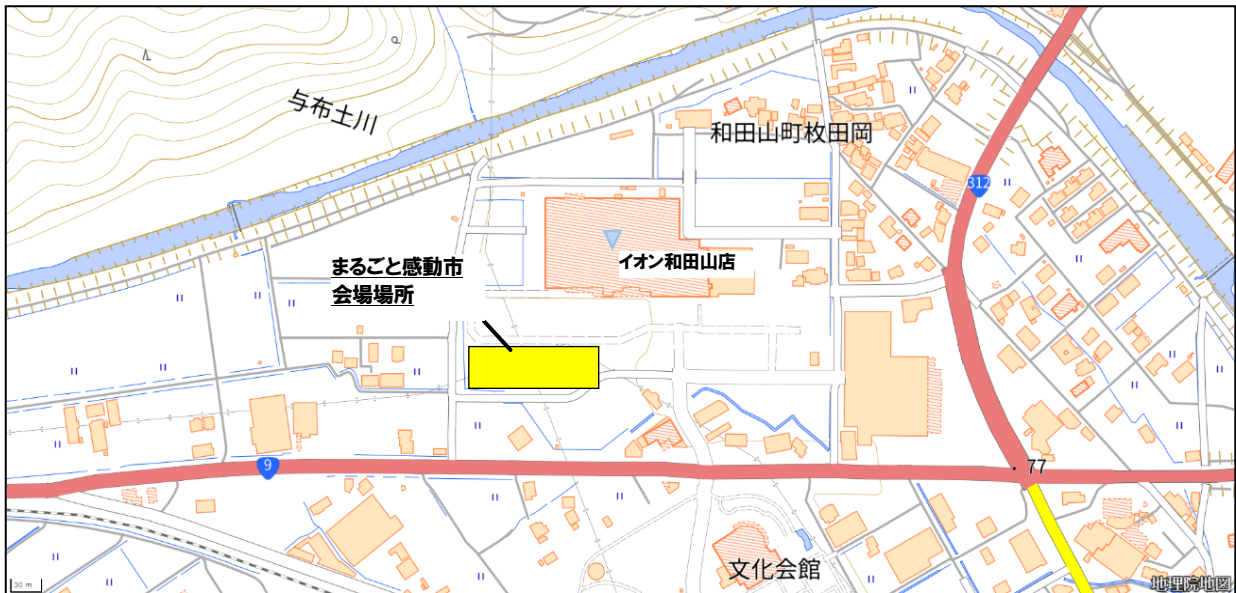 与布土川
和田山町枚田岡
312
イオン和田山店
まるごと感動市
会場場所
9
77
文化会館
30 m
地理院地図